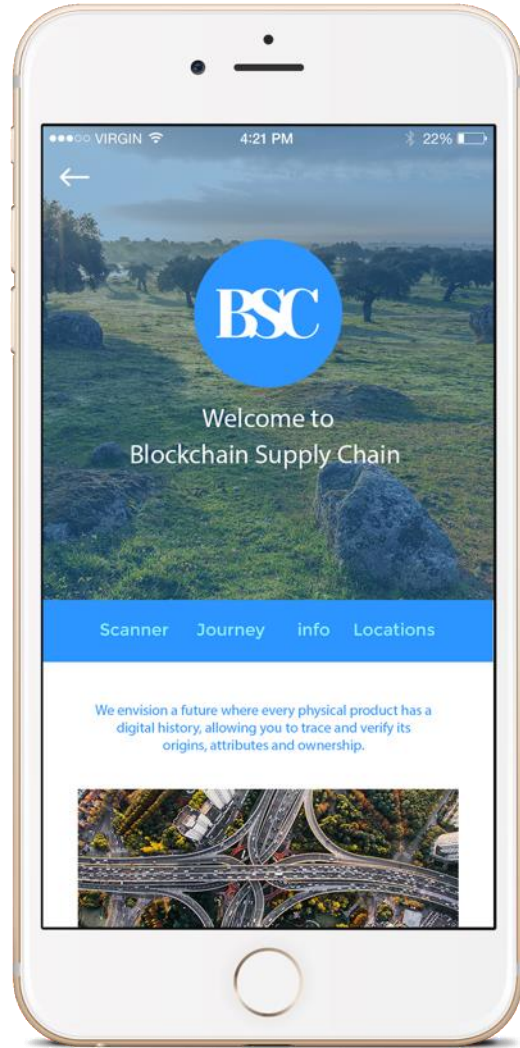 VIRGIN 4:21 PM 22%
BSC
Welcome to
Blockchain Supply Chain
Scanner Journey info Locations
We envision a future where every physical product has a
digital history, allowing you to trace and verify its
origins, attributes and ownership.